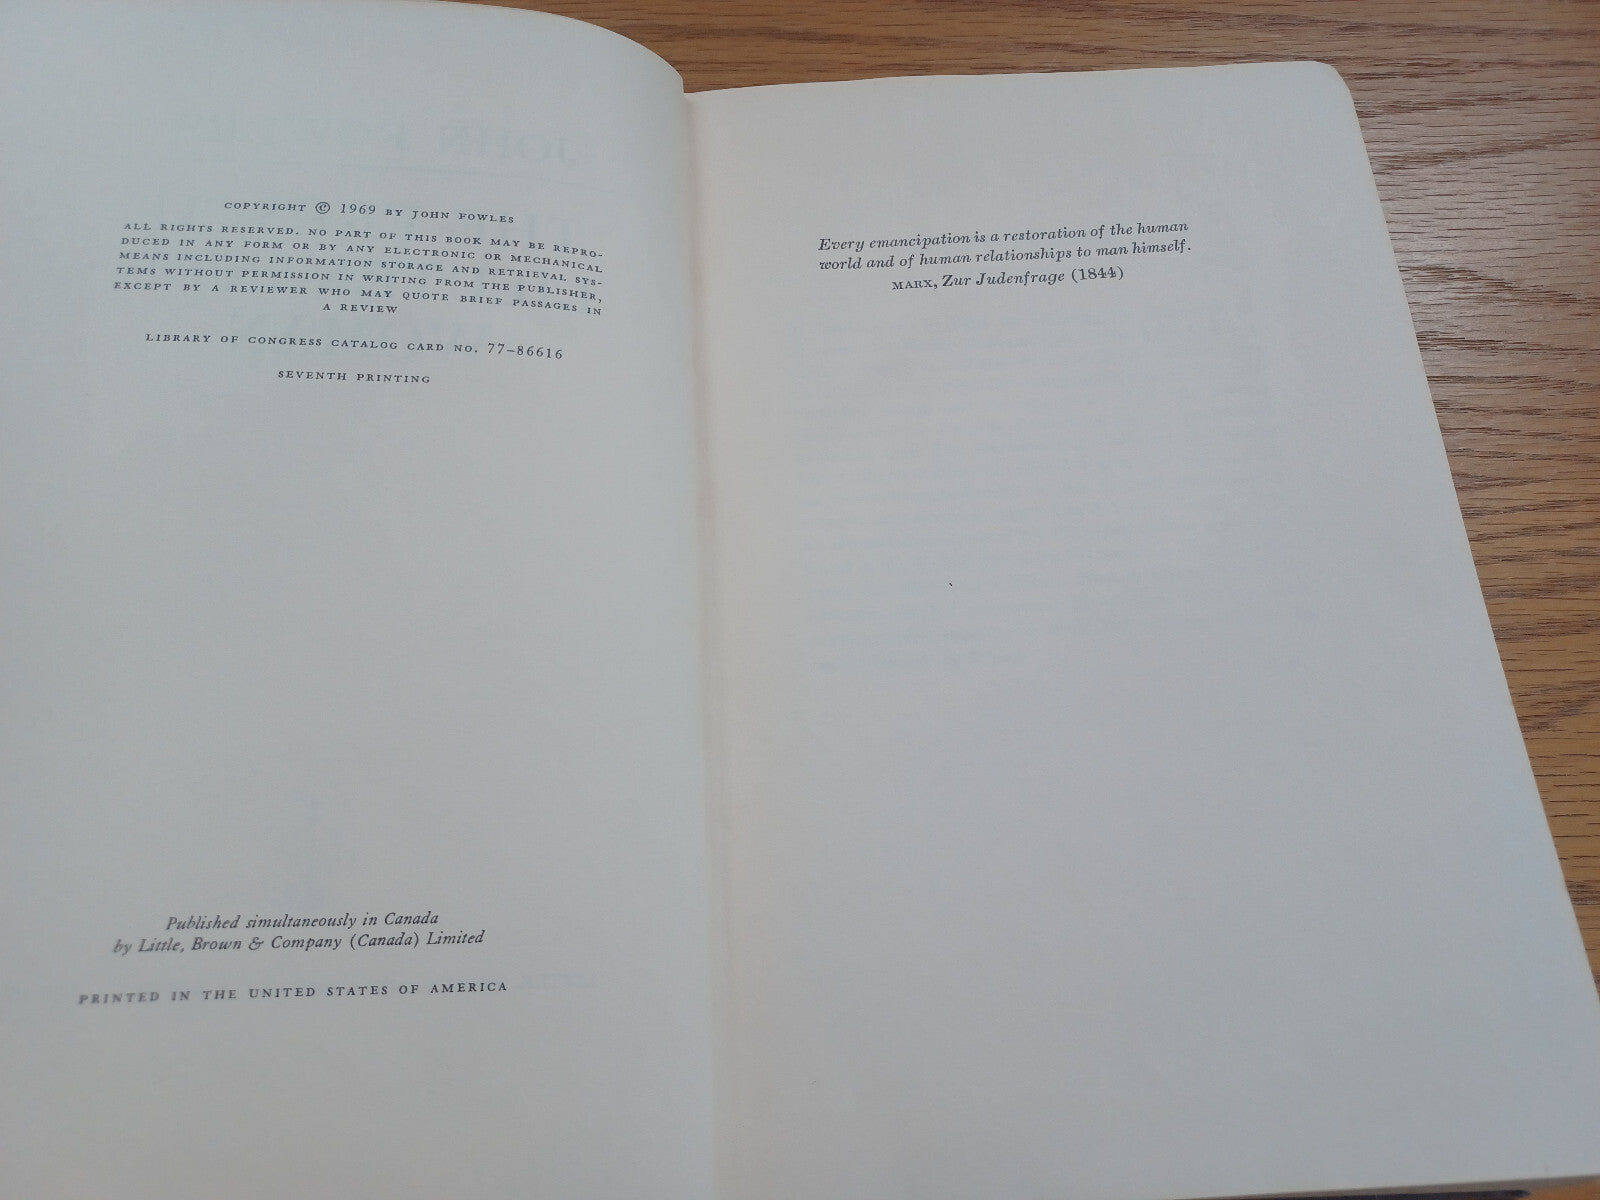 COPYRIGHT © 1969 BY JOHN FOWLES
ALL RIGHTS RESERVED. NO PART OF THIS BOOK MAY BE REPRO-
DUCED IN ANY FORM OR BY ANY ELECTRONIC OR MECHANICAL
MEANS INCLUDING INFORMATION STORAGE AND RETRIEVAL SYS-
TEMS WITHOUT PERMISSION IN WRITING FROM THE PUBLISHER,
EXCEPT BY A REVIEWER WHO MAY QUOTE BRIEF PASSAGES IN
A REVIEW
LIBRARY OF CONGRESS CATALOG CARD NO. 77-86616
SEVENTH PRINTING
Published simultaneously in Canada
by Little, Brown & Company (Canada) Limited
PRINTED IN THE UNITED STATES OF AMERICA
Every emancipation is a restoration of the human
world and of human relationships to man himself.
MARX, Zur Judenfrage (1844)